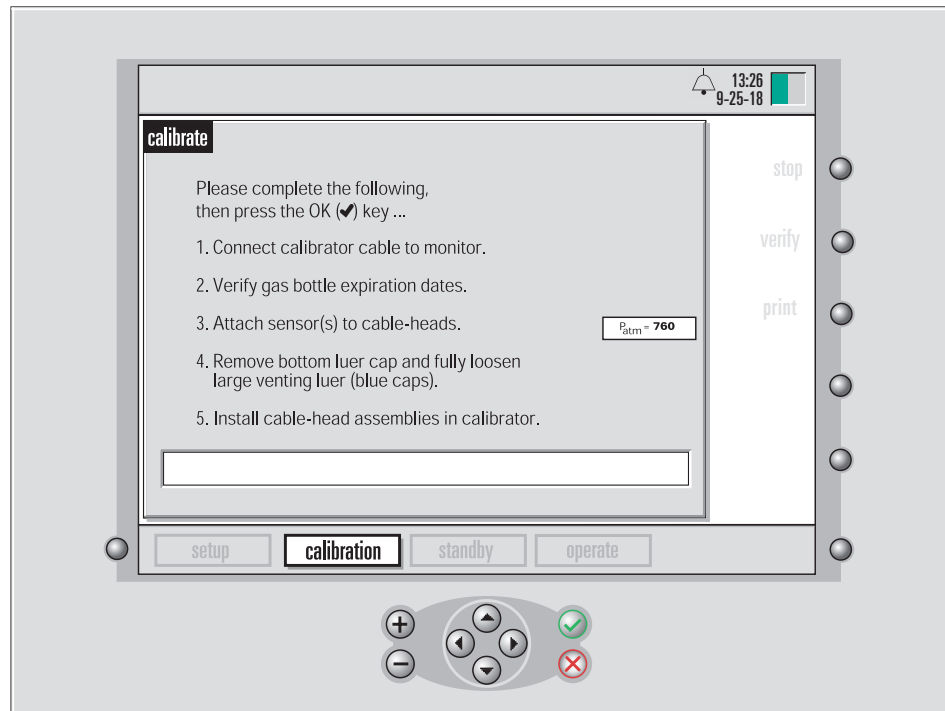 13:26
9-25-18
calibrate
stop
verify
print
Please complete the following,
then press the OK (✔) key ...
1. Connect calibrator cable to monitor.
2. Verify gas bottle expiration dates.
3. Attach sensor(s) to cable-heads.
Patm = 760
4. Remove bottom luer cap and fully loosen
large venting luer (blue caps).
5. Install cable-head assemblies in calibrator.
setup
calibration
standby
operate